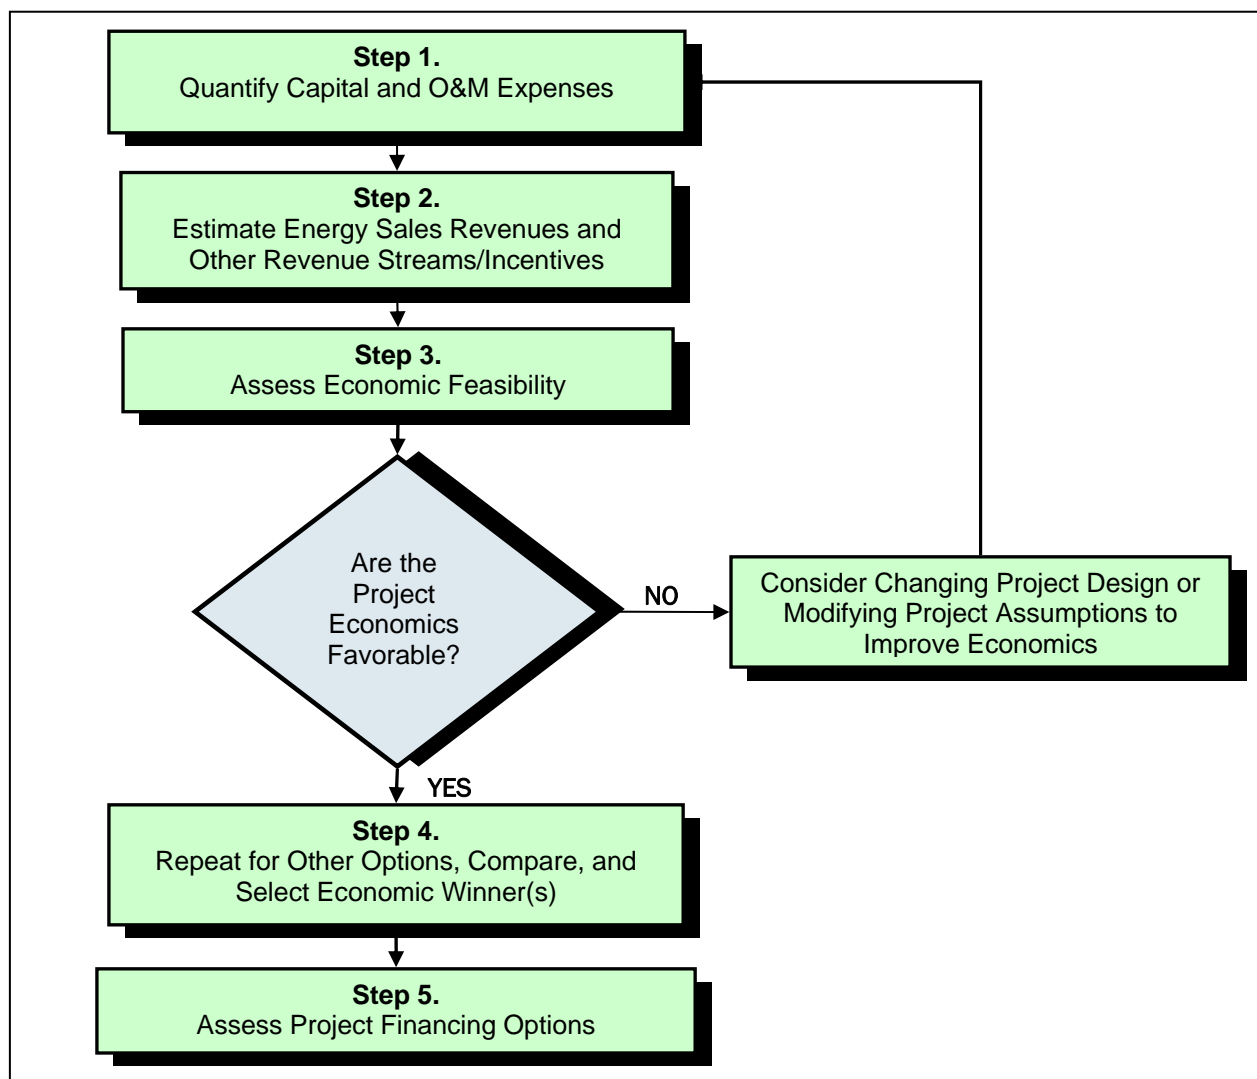 Step 1.
Quantify Capital and O&M Expenses
Step 2.
Estimate Energy Sales Revenues and
Other Revenue Streams/Incentives
Step 3.
Assess Economic Feasibility
Are the
Project
Economics
Favorable?
NO
Consider Changing Project Design or
Modifying Project Assumptions to
Improve Economics
YES
Step 4.
Repeat for Other Options, Compare, and
Select Economic Winner(s)
Step 5.
Assess Project Financing Options